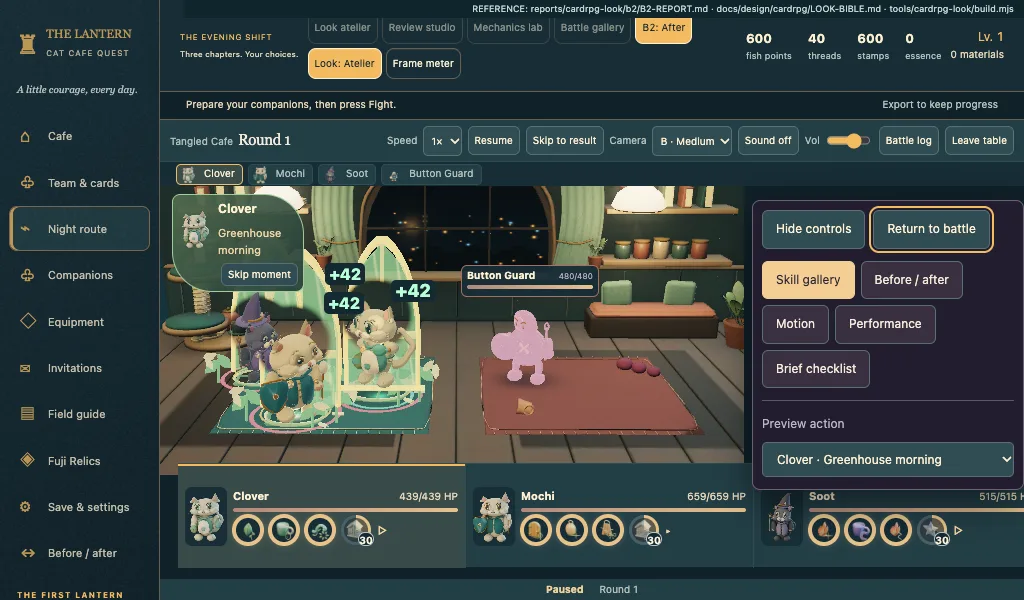 REFERENCE: reports/cardrpg-look/b2/B2-REPORT.md · docs/design/cardrpg/LOOK-BIBLE.md · tools/cardrpg-look/build.mjs
THE LANTERN
CAT CAFE QUEST
A little courage, every day.
Cafe
Team & cards
Night route
Companions
Equipment
Invitations
Field guide
Fuji Relics
Save & settings
Before / after
THE FIRST LANTERN
THE EVENING SHIFT
Three chapters. Your choices.
Look atelier
Review studio
Mechanics lab
Battle gallery
B2: After
Look: Atelier
Frame meter
600
fish points
40
threads
600
stamps
0
essence
Lv. 1
0 materials
Prepare your companions, then press Fight.
Export to keep progress
Tangled Cafe Round 1
Speed
1x
Resume
Skip to result
Camera
B · Medium
Sound off
Vol
Battle log
Leave table
Clover
Mochi
Soot
Button Guard
Clover
Greenhouse
morning
Skip moment
+42
+42
+42
Button Guard 480/480
Hide controls
Return to battle
Skill gallery
Before / after
Motion
Performance
Brief checklist
Preview action
Clover · Greenhouse morning
Clover 439/439 HP
30
Mochi 659/659 HP
30
Soot 515/515 H
30
Paused Round 1